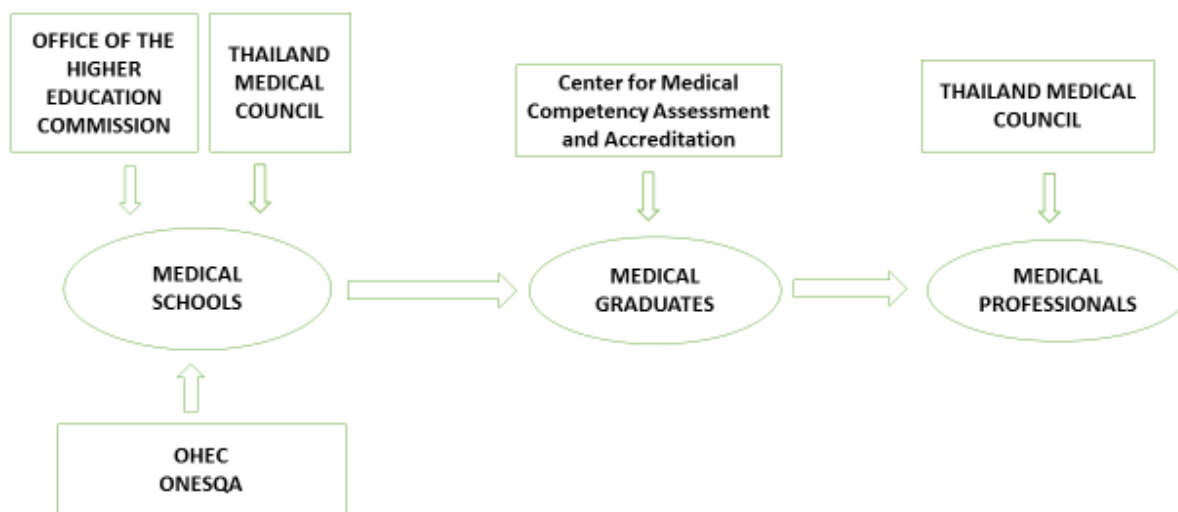 OFFICE OF THE
HIGHER
EDUCATION
COMMISSION
THAILAND
MEDICAL
COUNCIL
Center for Medical
Competency Assessment
and Accreditation
THAILAND MEDICAL
COUNCIL
MEDICAL
SCHOOLS
MEDICAL
GRADUATES
MEDICAL
PROFESSIONALS
OHEC
ONESQA